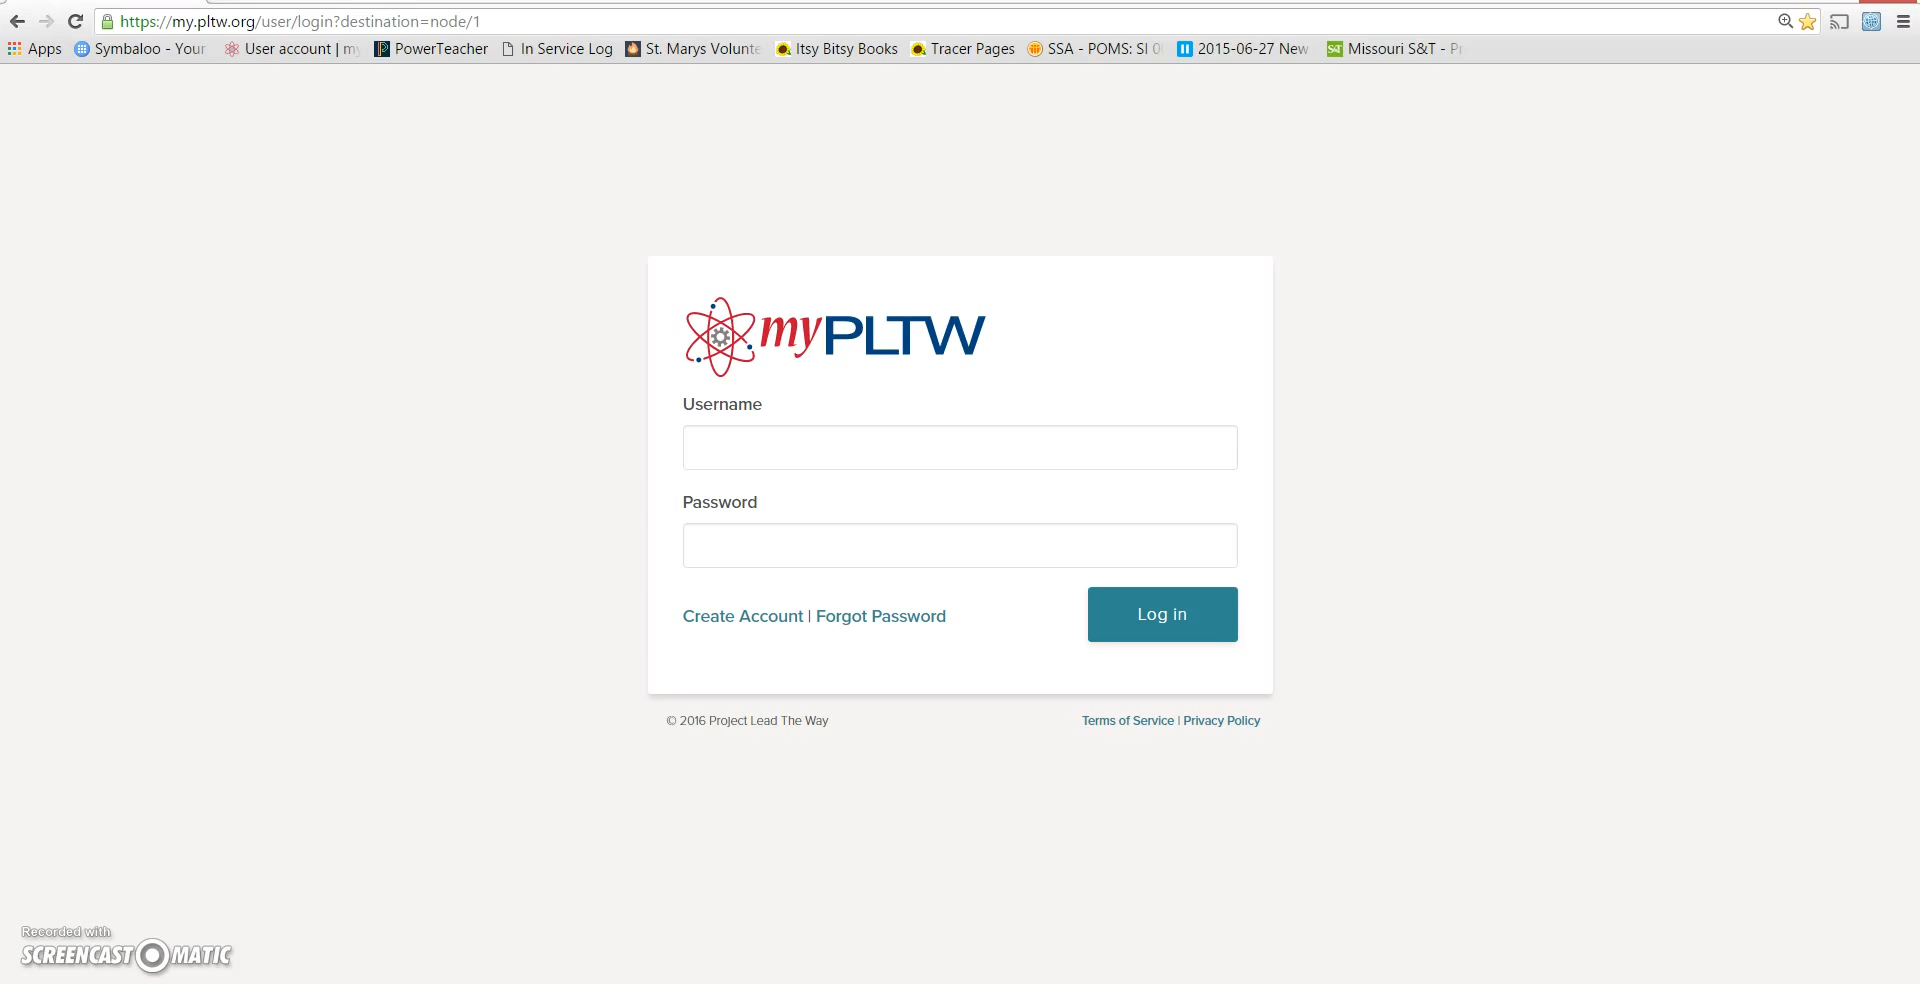 https://my.pltw.org/user/login?destination=node/1
Apps Symbaloo - Your User account | my PowerTeacher In Service Log St. Marys Volunte Itsy Bitsy Books Tracer Pages SSA - POMS: SI 0 2015-06-27 New S&T Missouri S&T - Pr
myPLTW
Username
Password
Create Account | Forgot Password
Log in
© 2016 Project Lead The Way
Terms of Service | Privacy Policy
Recorded with
SCREENCAST MATIC